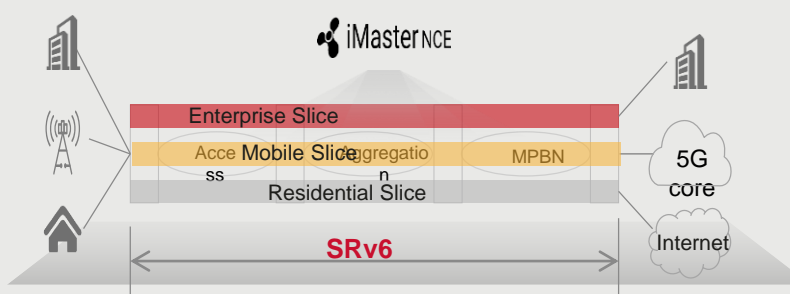 iMaster NCE
Enterprise Slice
Acce
ss
Mobile Slice
Aggregatio
n
MPBN
5G
core
Residential Slice
SRv6
Internet